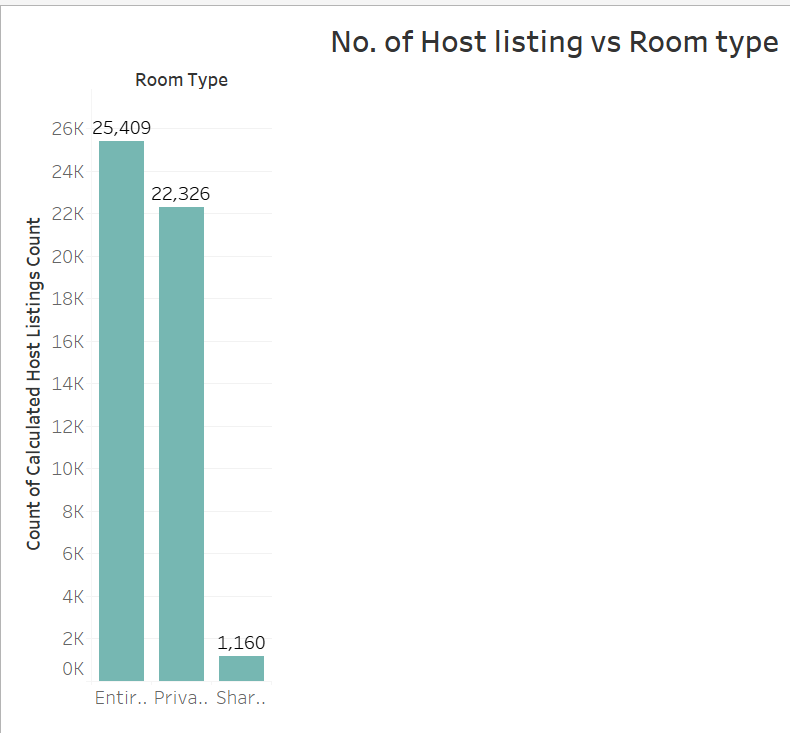 No. of Host listing vs Room type
Room Type
Count of Calculated Host Listings Count
26K
24K
22K
20K
18K
16K
14K
12K
10K
8K
6K
4K
2K
0K
25,409
22,326
1,160
Entir.. Priva.. Shar..